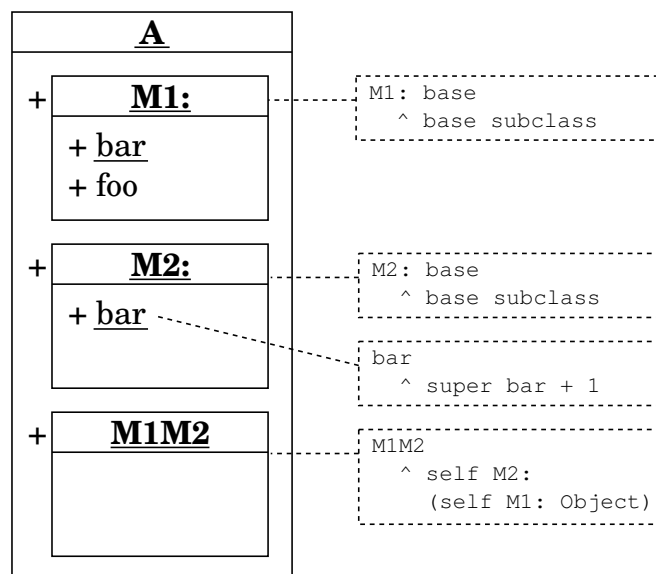 A
+ M1:
+ bar
+ foo
M1: base
^ base subclass
+ M2:
+ bar
M2: base
^ base subclass
bar
^ super bar + 1
+ M1M2
M1M2
^ self M2:
(self M1: Object)